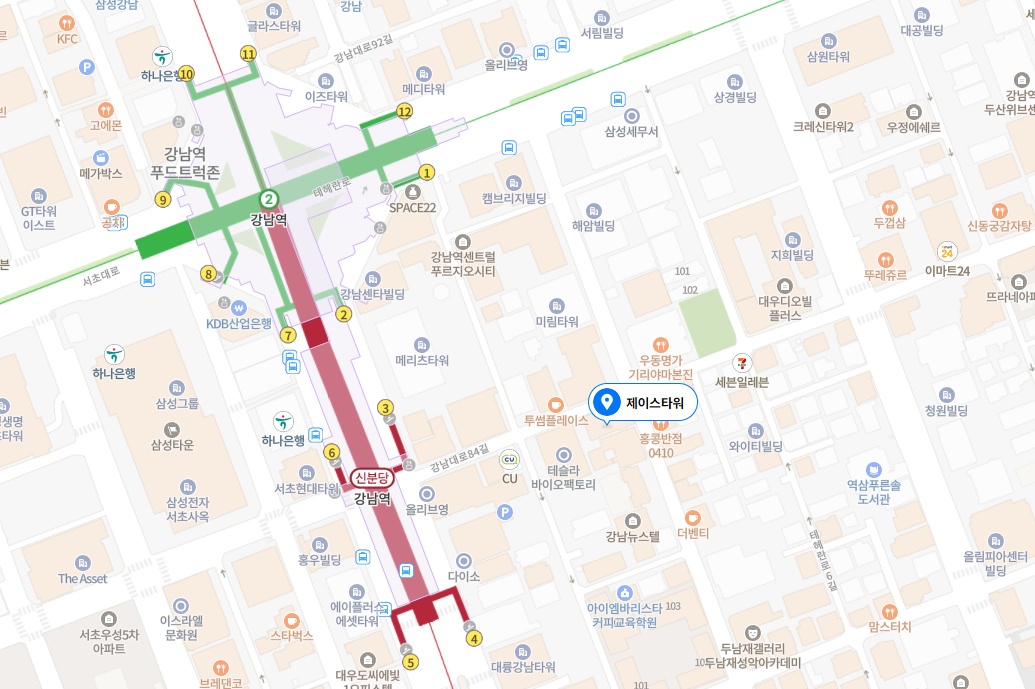 삼성강남
강남
글라스타워
KFC
강남대로92길
서림빌딩
대공빌딩
삼원타워
올리브영
11
10
하나은행
P
이즈타워
메디타워
상경빌딩
고에몬
12
삼성세무서
크레신타워2
우정에쉐르
강남역
두산위브센
강남역
푸드트럭존
메가박스
1
테헤란로
SPACE22
캠브리지빌딩
GT타워
이스트
공차
9
2
강남역
해암빌딩
두껍삼
신동궁감자탕
지희빌딩
강남역센트럴
푸르지오시티
이마트24
뚜레쥬르
서초대로
8
101
102
강남센타빌딩
대우디오빌
플러스
뜨라네아파
KDB산업은행
2
7
미림타워
하나은행
메리츠타워
우동명가
기리야마본진
세븐일레븐
삼성그룹
3
제이스타워
청원빌딩
투썸플레이스
하나은행
삼성타운
6
홍콩반점
0410
와이티빌딩
강남대로84길
신분당
강남역
CU
테슬라
바이오팩토리
서초현대타워
삼성전자
서초사옥
올리브영
P
역삼푸른솔
도서관
강남뉴스텔
더벤티
테헤란로6길
홍우빌딩
다이소
올림피아센터
빌딩
The Asset
에이플러스
에셋타워
아이엠바리스타
커피교육학원
103
이스라엘
문화원
스타벅스
서초우성5차
아파트
맘스터치
4
5
두남재갤러리
두남재성악아카데미
대륭강남타워
대우도씨에빛
브레댄코
101